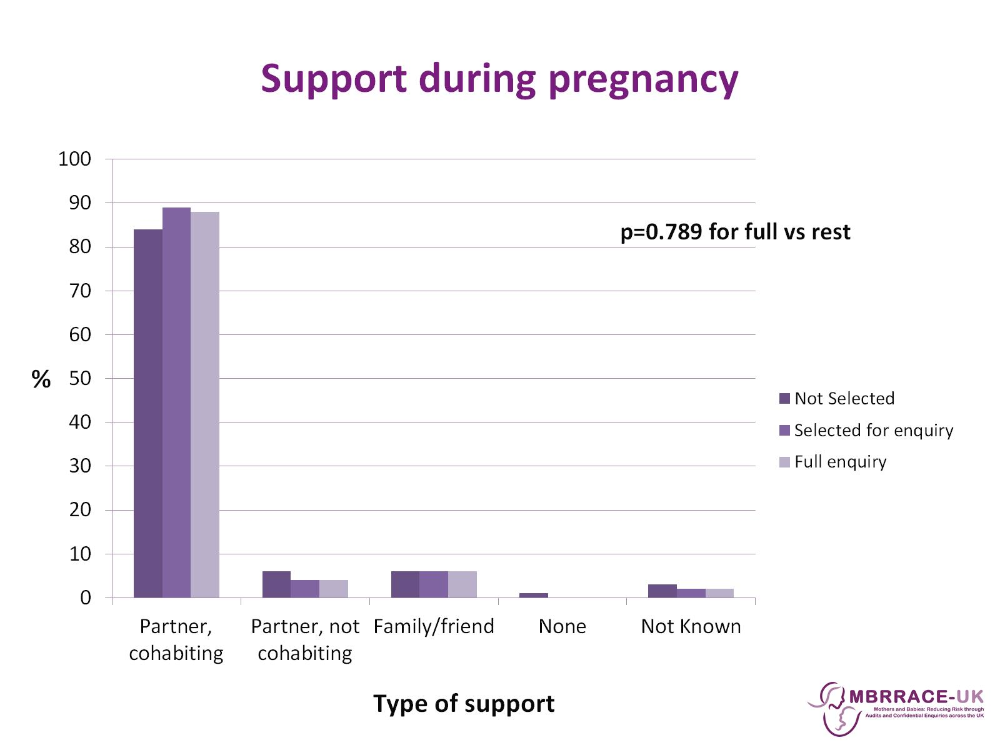 Support during pregnancy
100
90
80
70
60
50
40
30
20
10
0
%
p=0.789 for full vs rest
Not Selected
Selected for enquiry
Full enquiry
Partner,
cohabiting
Partner, not
cohabiting
Family/friend
None
Not Known
Type of support
MBRRACE-UK
Mothers and Babies: Reducing Risk through
Audits and Confidential Enquiries across the UK